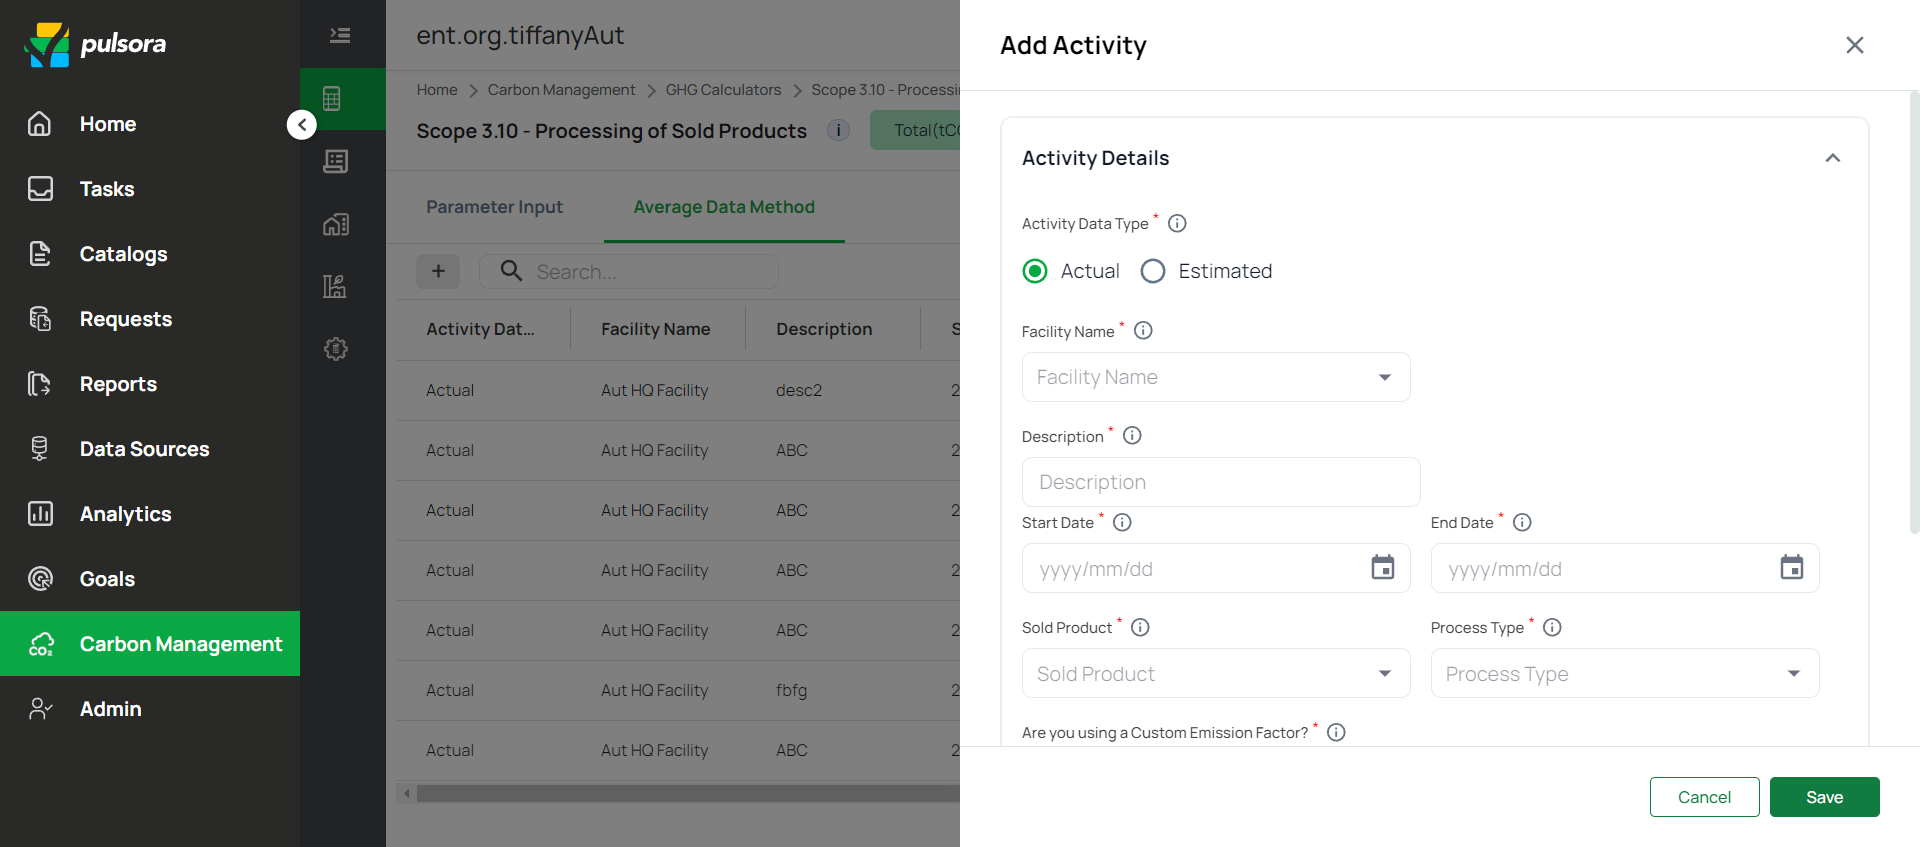 pulsora
Home
Tasks
Catalogs
Requests
Reports
Data Sources
Analytics
Goals
Carbon Management
Admin
ent.org.tiffanyAut
Home > Carbon Management > GHG Calculators > Scope 3.10 - Processi
Scope 3.10 - Processing of Sold Products i Total(tCO
Parameter Input Average Data Method
+ Search...
Activity Dat... Facility Name Description S
Actual Aut HQ Facility desc2 2
Actual Aut HQ Facility ABC 2
Actual Aut HQ Facility ABC 2
Actual Aut HQ Facility ABC 2
Actual Aut HQ Facility ABC 2
Actual Aut HQ Facility fbfg 2
Actual Aut HQ Facility ABC 2
Add Activity
Activity Details
Activity Data Type *
Actual Estimated
Facility Name *
Facility Name
Description *
Description
Start Date * End Date *
yyyy/mm/dd yyyy/mm/dd
Sold Product * Process Type *
Sold Product Process Type
Are you using a Custom Emission Factor? *
Cancel Save